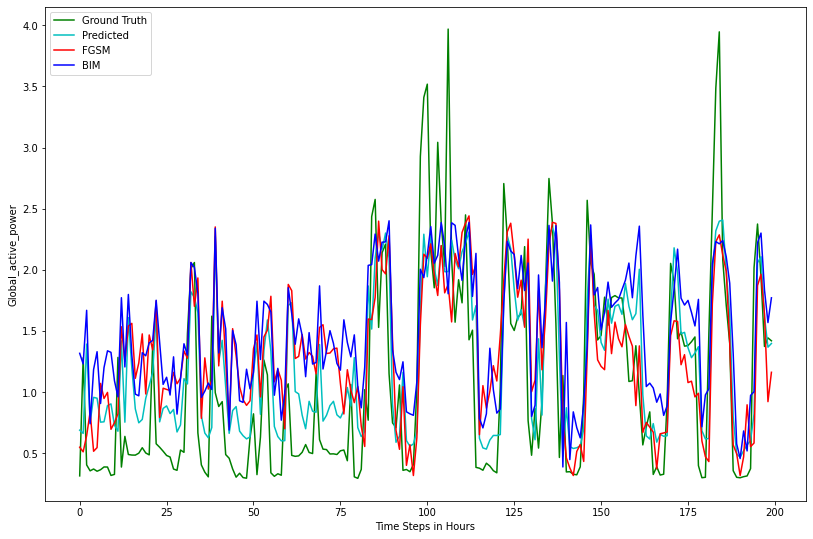 Ground Truth
Predicted
FGSM
BIM
4.0
3.5
3.0
2.5
2.0
1.5
1.0
0.5
Global_active_power
0 25 50 75 100 125 150 175 200
Time Steps in Hours